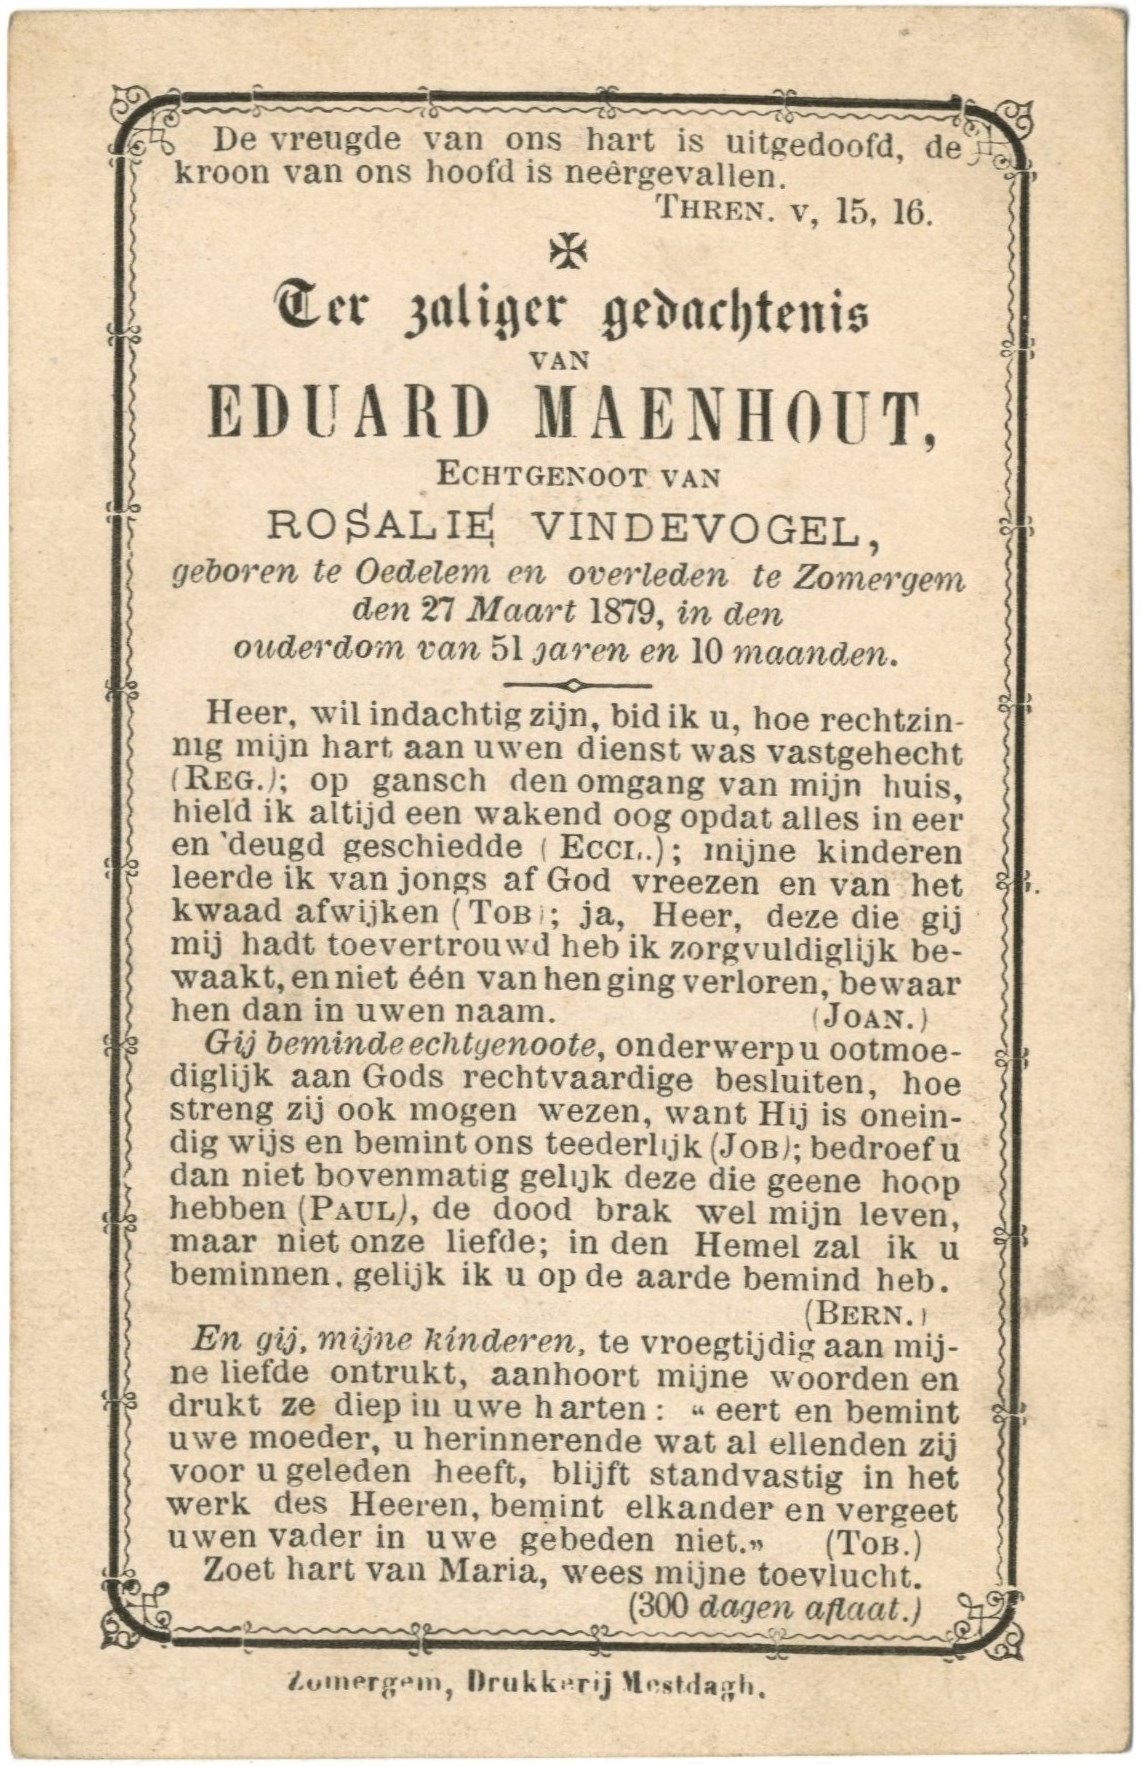 De vreugde van ons hart is uitgedoofd, de
kroon van ons hoofd is neêrgevallen.
THREN. v, 15, 16.
✠
Ter zaliger gedachtenis
VAN
EDUARD MAENHOUT,
ECHTGENOOT VAN
ROSALIE VINDEVOGEL,
geboren te Oedelem en overleden te Zomergem
den 27 Maart 1879, in den
ouderdom van 51 jaren en 10 maanden.
Heer, wil indachtig zijn, bid ik u, hoe rechtzin-
nig mijn hart aan uwen dienst was vastgehecht
(REG.); op gansch den omgang van mijn huis,
hield ik altijd een wakend oog opdat alles in eer
en 'deugd geschiedde (ECCL.); mijne kinderen
leerde ik van jongs af God vreezen en van het
kwaad afwijken (TOB); ja, Heer, deze die gij
mij hadt toevertrouwd heb ik zorgvuldiglijk be-
waakt, en niet één van hen ging verloren, bewaar
hen dan in uwen naam. (JOAN.)
Gij beminde echtgenoote, onderwerp u ootmoe-
diglijk aan Gods rechtvaardige besluiten, hoe
streng zij ook mogen wezen, want Hij is onein-
dig wijs en bemint ons teederlijk (JOB); bedroef u
dan niet bovenmatig gelijk deze die geene hoop
hebben (PAUL), de dood brak wel mijn leven,
maar niet onze liefde; in den Hemel zal ik u
beminnen, gelijk ik u op de aarde bemind heb.
(BERN.)
En gij, mijne kinderen, te vroegtijdig aan mij-
ne liefde ontrukt, aanhoort mijne woorden en
drukt ze diep in uwe harten: “ eert en bemint
uwe moeder, u herinnerende wat al ellenden zij
voor u geleden heeft, blijft standvastig in het
werk des Heeren, bemint elkander en vergeet
uwen vader in uwe gebeden niet.„ (TOB.)
Zoet hart van Maria, wees mijne toevlucht.
(300 dagen aflaat.)
Zomergem, Drukkerij Mestdagh.